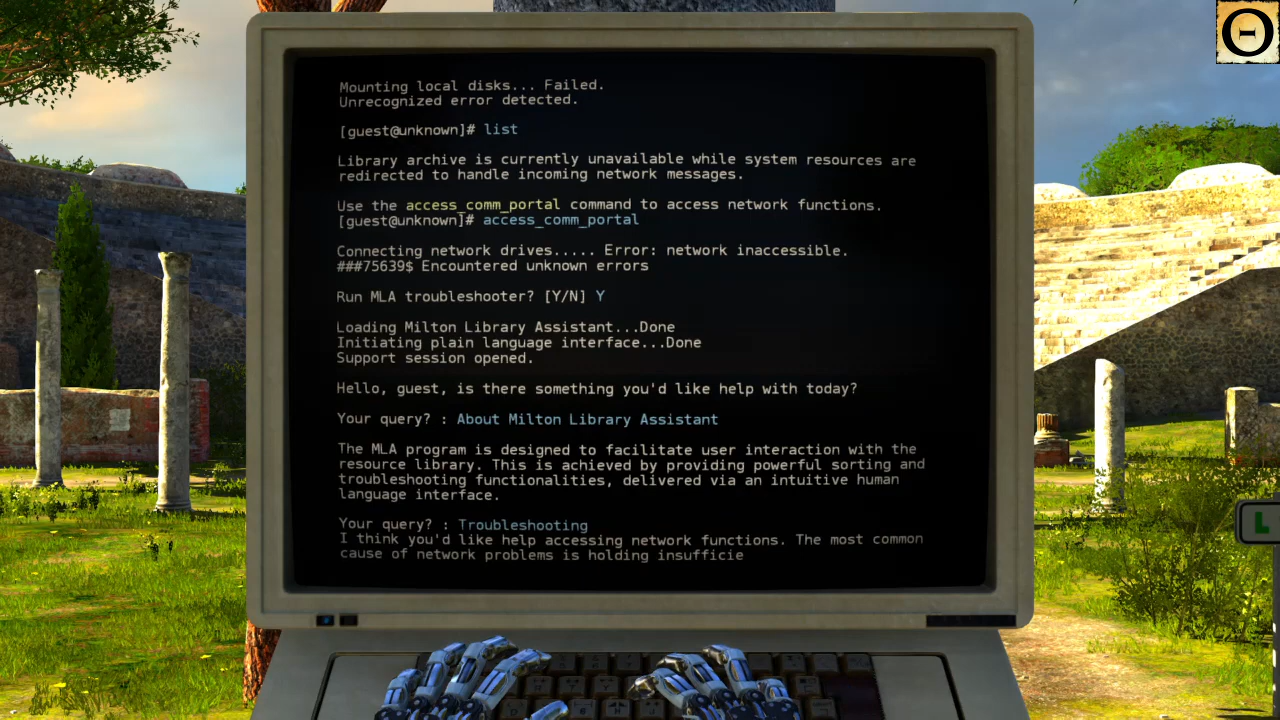 Mounting local disks... Failed.
Unrecognized error detected.
[guest@unknown]# list
Library archive is currently unavailable while system resources are
redirected to handle incoming network messages.
Use the access_comm_portal command to access network functions.
[guest@unknown]# access_comm_portal
Connecting network drives..... Error: network inaccessible.
###75639$ Encountered unknown errors
Run MLA troubleshooter? [Y/N] Y
Loading Milton Library Assistant...Done
Initiating plain language interface...Done
Support session opened.
Hello, guest, is there something you'd like help with today?
Your query? : About Milton Library Assistant
The MLA program is designed to facilitate user interaction with the
resource library. This is achieved by providing powerful sorting and
troubleshooting functionalities, delivered via an intuitive human
language interface.
Your query? : Troubleshooting
I think you'd like help accessing network functions. The most common
cause of network problems is holding insufficie
L
Θ